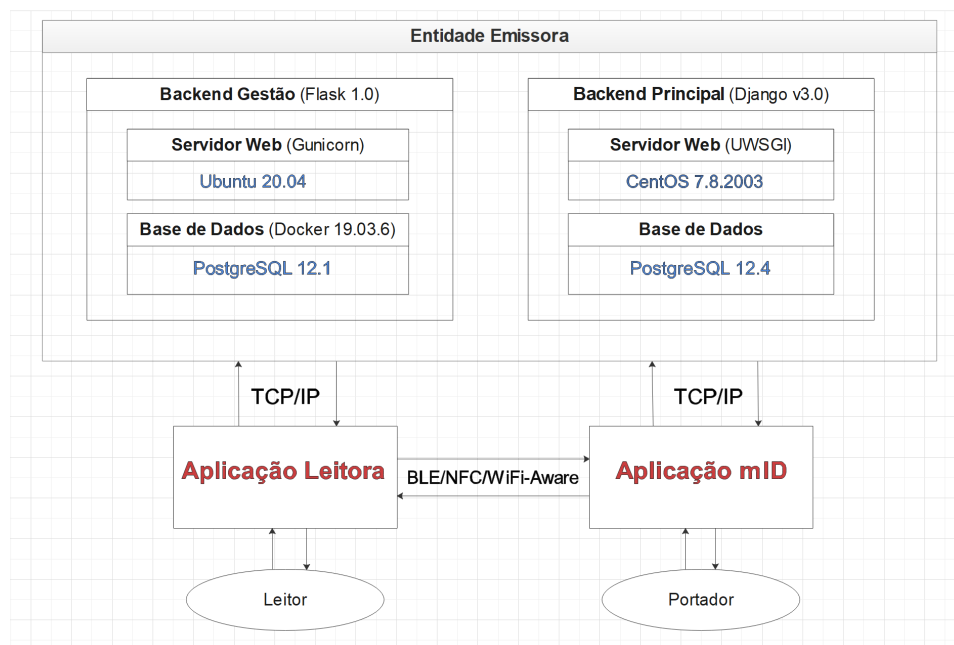 Entidade Emissora
Backend Gestão (Flask 1.0)
Servidor Web (Gunicorn)
Ubuntu 20.04
Base de Dados (Docker 19.03.6)
PostgreSQL 12.1
Backend Principal (Django v3.0)
Servidor Web (UWSGI)
CentOS 7.8.2003
Base de Dados
PostgreSQL 12.4
TCP/IP
TCP/IP
Aplicação Leitora
BLE/NFC/WiFi-Aware
Aplicação mID
Leitor
Portador